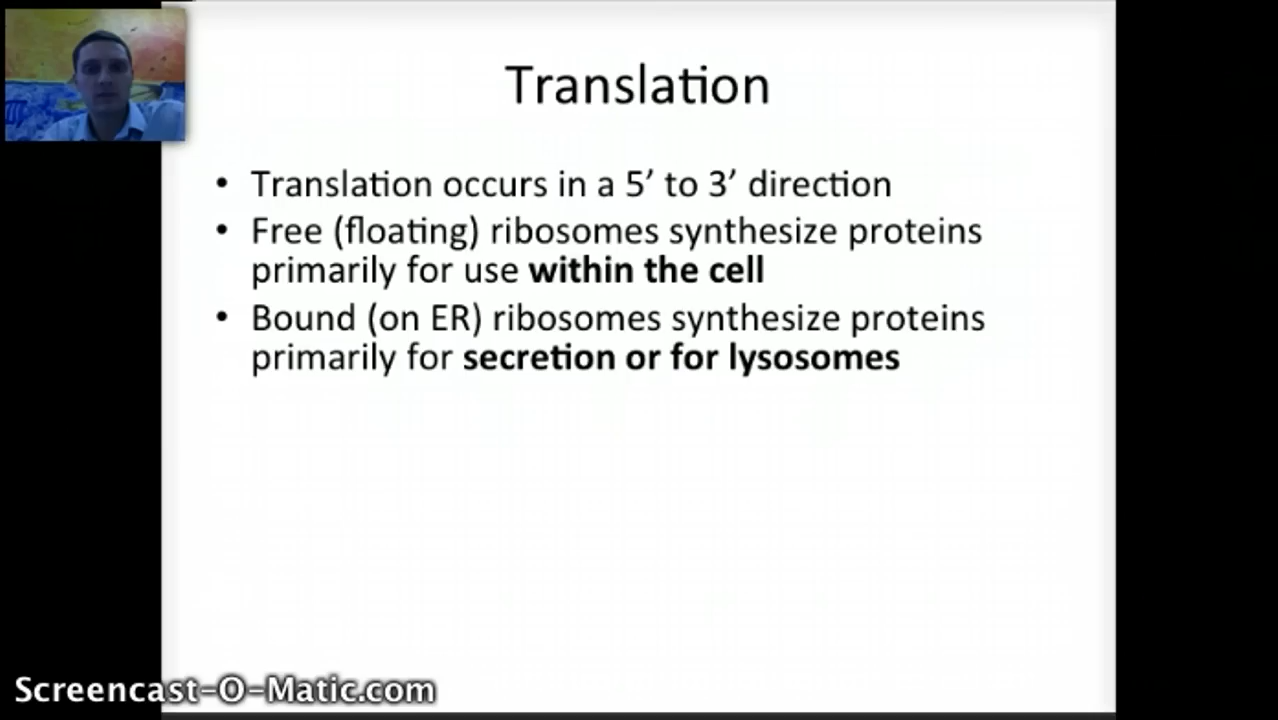 Translation
• Translation occurs in a 5’ to 3’ direction
• Free (floating) ribosomes synthesize proteins
primarily for use within the cell
• Bound (on ER) ribosomes synthesize proteins
primarily for secretion or for lysosomes
Screencast-O-Matic.com